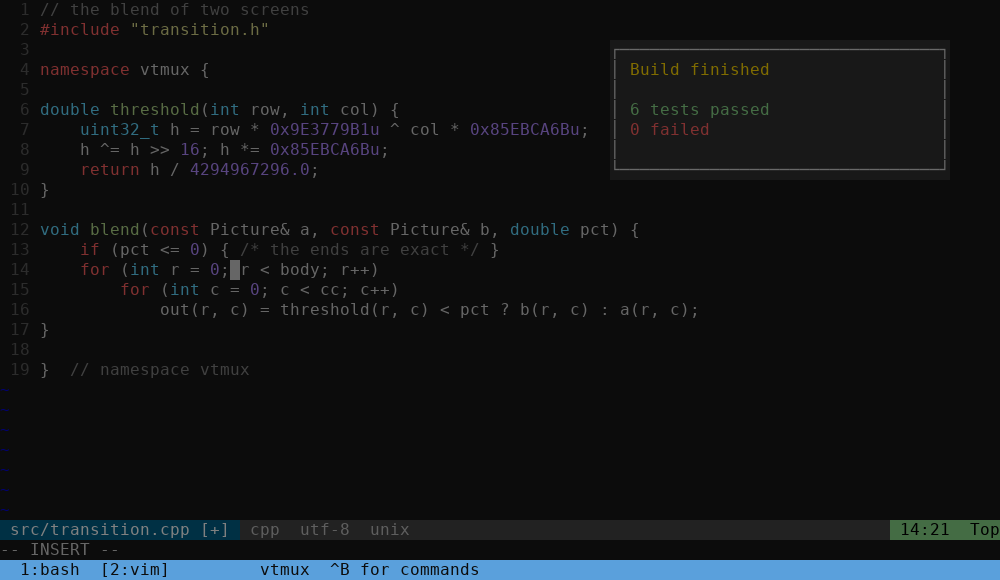 1 // the blend of two screens
2 #include "transition.h"
3
4 namespace vtmux {
5
6 double threshold(int row, int col) {
7     uint32_t h = row * 0x9E3779B1u ^ col * 0x85EBCA6Bu;
8     h ^= h >> 16; h *= 0x85EBCA6Bu;
9     return h / 4294967296.0;
10 }
11
12 void blend(const Picture& a, const Picture& b, double pct) {
13     if (pct <= 0) { /* the ends are exact */ }
14     for (int r = 0; r < body; r++)
15         for (int c = 0; c < cc; c++)
16             out(r, c) = threshold(r, c) < pct ? b(r, c) : a(r, c);
17 }
18
19 }  // namespace vtmux
~
~
~
~
~
~
~
Build finished
6 tests passed
0 failed
src/transition.cpp [+]  cpp  utf-8  unix  14:21  Top
-- INSERT --
1:bash  [2:vim]  vtmux  ^B for commands